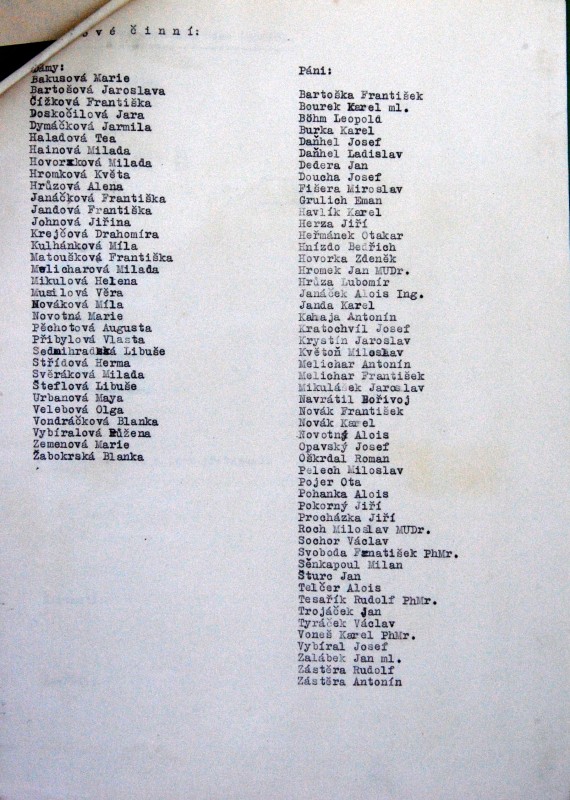 ové činní:
Dámy:
Bakusová Marie
Bartošová Jaroslava
Čížková Františka
Doskočilová Jara
Dymáčková Jarmila
Haladová Tea
Hainová Milada
Hovorková Milada
Hromková Květa
Hrůzová Alena
Janáčková Františka
Jandová Františka
Johnová Jiřina
Krejčová Drahomíra
Kulhánková Míla
Matoušková Františka
Melicharová Milada
Mikulová Helena
Musilová Věra
Nováková Míla
Novotná Marie
Pěchotová Augusta
Přibylová Vlasta
Sedmihradská Libuše
Střídová Herma
Svěráková Milada
Šteflová Libuše
Urbanová Maya
Velebová Olga
Vondráčková Blanka
Vybíralová Růžena
Zemenová Marie
Žabokrská Blanka
Páni:
Bartoška František
Bourek Karel ml.
Böhm Leopold
Burka Karel
Daňhel Josef
Daňhel Ladislav
Dedera Jan
Doucha Josef
Fišera Miroslav
Grulich Eman
Havlík Karel
Herza Jiří
Heřmánek Otakar
Hnízdo Bedřich
Hovorka Zdeněk
Hromek Jan MUDr.
Hrůza Lubomír
Janáček Alois Ing.
Janda Karel
Kahaja Antonín
Kratochvíl Josef
Krystín Jaroslav
Květoň Miloslav
Melichar Antonín
Melichar František
Mikulášek Jaroslav
Navrátil Bořivoj
Novák František
Novák Karel
Novotný Alois
Opavský Josef
Oškrdal Roman
Pelech Miloslav
Pojer Ota
Pohanka Alois
Pokorný Jiří
Procházka Jiří
Roch Miloslav MUDr.
Sochor Václav
Svoboda František PhMr.
Sěnkapoul Milan
Šturc Jan
Telčer Alois
Tesařík Rudolf PhMr.
Trojáček Jan
Tyráček Václav
Voneš Karel PhMr.
Vybíral Josef
Zalábek Jan ml.
Zástěra Rudolf
Zástěra Antonín